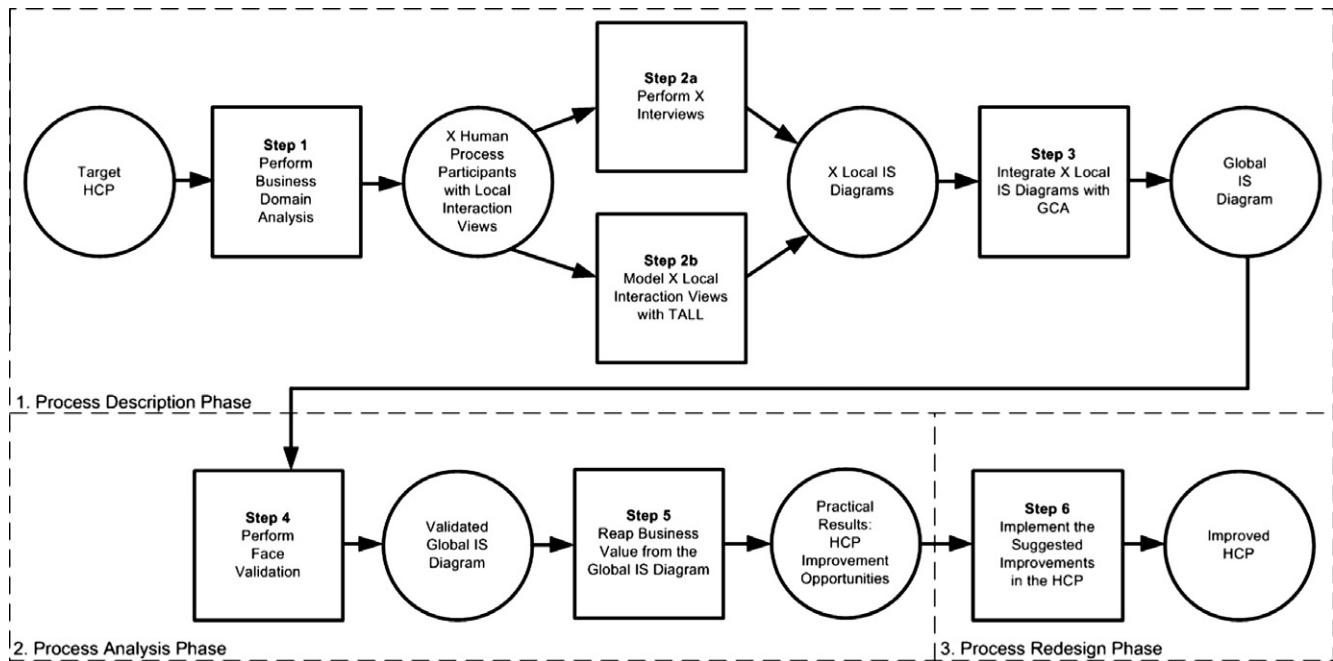 Target
HCP
Step 1
Perform
Business
Domain
Analysis
X Human
Process
Participants
with Local
Interaction
Views
Step 2a
Perform X
Interviews
Step 2b
Model X Local
Interaction Views
with TALL
X Local IS
Diagrams
Step 3
Integrate X Local
IS Diagrams with
GCA
Global
IS
Diagram
1. Process Description Phase
Step 4
Perform
Face
Validation
Validated
Global IS
Diagram
Step 5
Reap Business
Value from the
Global IS Diagram
Practical
Results:
HCP
Improvement
Opportunities
Step 6
Implement the
Suggested
Improvements
in the HCP
Improved
HCP
2. Process Analysis Phase
3. Process Redesign Phase